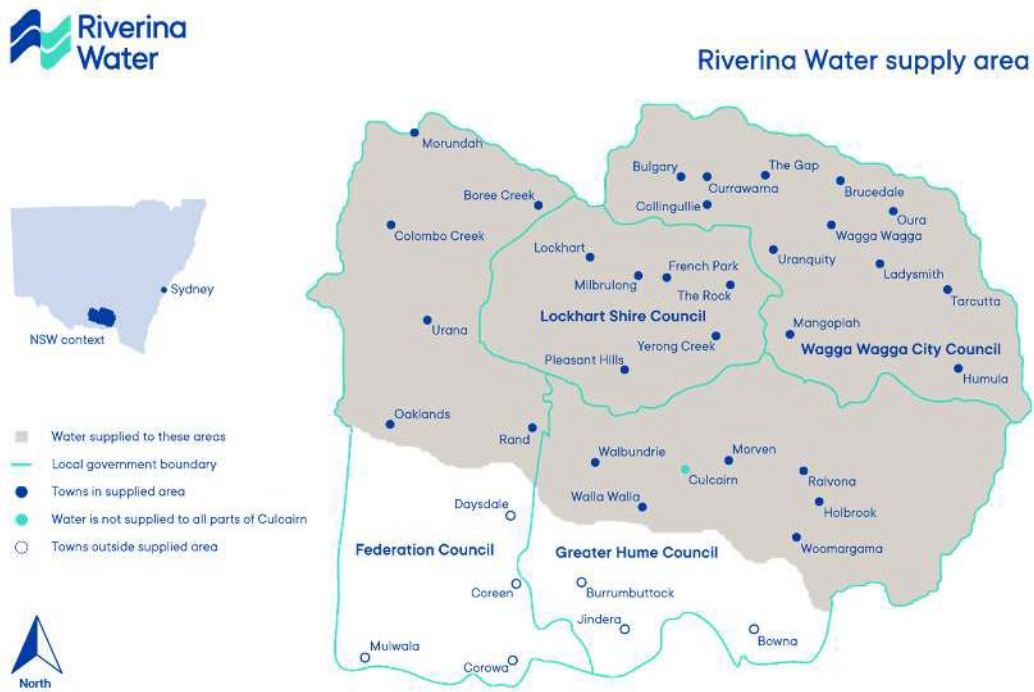 Riverina
Water
Riverina Water supply area
Morundah
Bulgary
The Gap
Currawarna
Brucedale
Boree Creek
Collingullie
Oura
Colombo Creek
Wagga Wagga
Lockhart
Uranquity
French Park
Ladysmith
Milbrulong
The Rock
Tarcutta
Sydney
Lockhart Shire Council
Urana
Mangoplah
NSW context
Yerong Creek
Wagga Wagga City Council
Pleasant Hills
Humula
Oaklands
Water supplied to these areas
Rand
Walbundrie
Morven
Local government boundary
Culcairn
Ralvona
Towns in supplied area
Walla Walla
Daysdale
Holbrook
Water is not supplied to all parts of Culcairn
Towns outside supplied area
Federation Council
Greater Hume Council
Woomargama
Coreen
Burrumbuttock
Jindera
Mulwala
Bowna
Corowa
North